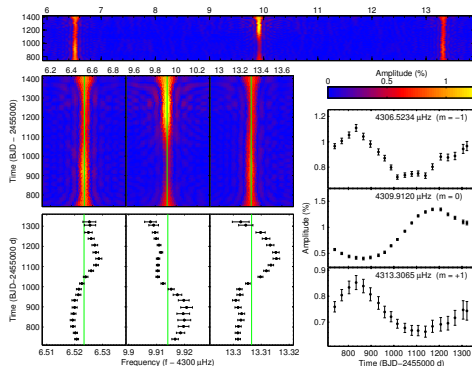 6 7 8 9 10 11 12 13
1400
1200
1000
800
6.2 6.4 6.6 6.8 9.6 9.8 10 10.2 13 13.2 13.4 13.6
Amplitude (%)
0 0.5 1
1400
1300
1200
1100
1000
900
800
Time (BJD - 2455000)
4306.5234 μHz (m = -1)
1.2
1
0.8
4309.9120 μHz (m = 0)
1.5
1
0.5
Amplitude (%)
4313.3065 μHz (m = +1)
0.9
0.8
0.7
800 900 1000 1100 1200 1300
Time (BJD-2455000 d)
1300
1200
1100
1000
900
800
Time (BJD-2455000 d)
6.51 6.52 6.53 9.9 9.91 9.92 13.3 13.31 13.32
Frequency (f - 4300 μHz)